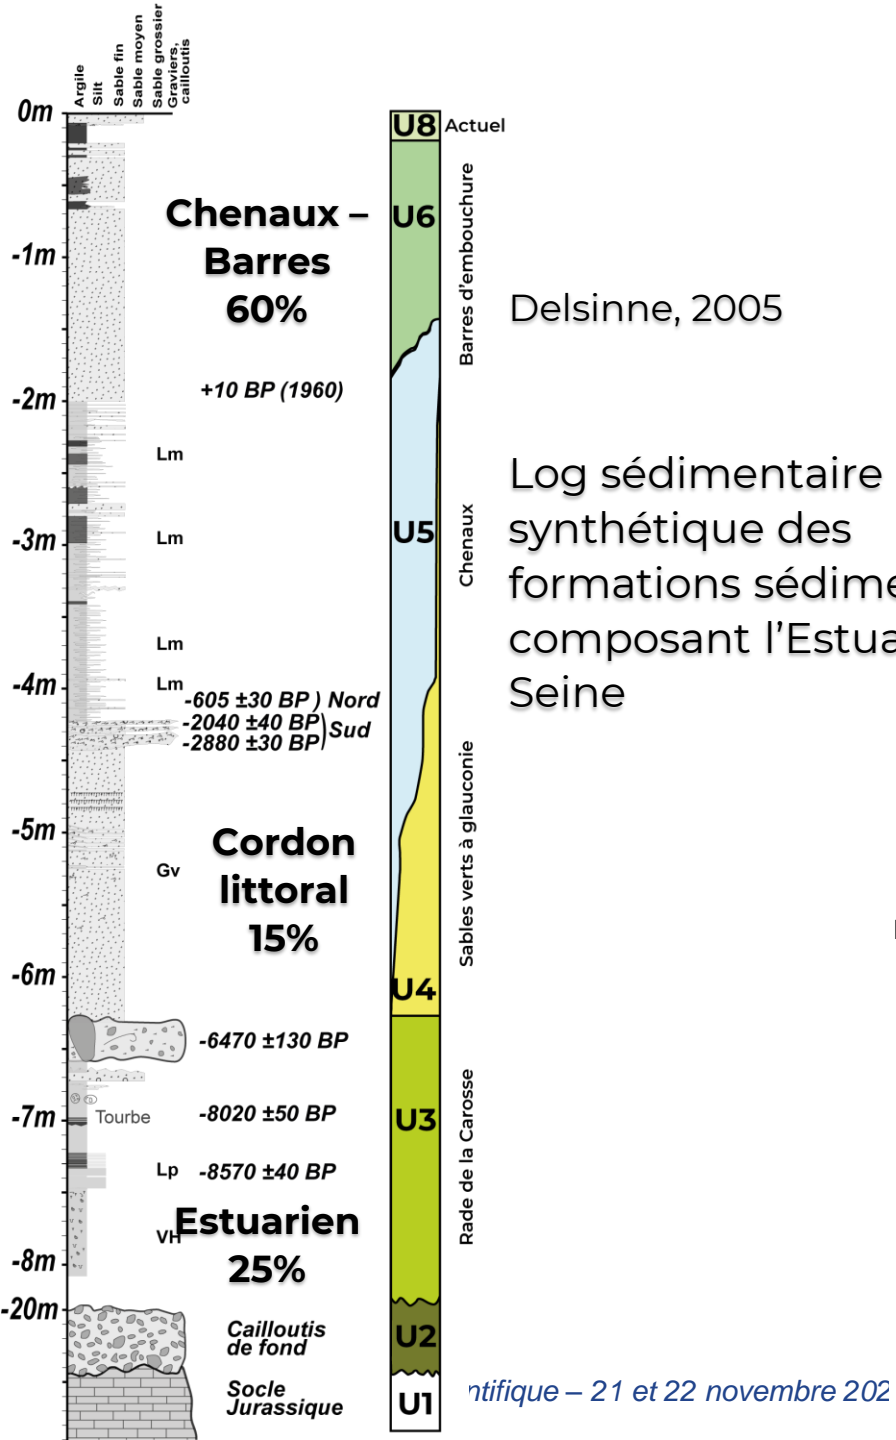 Argile
Silt
Sable fin
Sable moyen
Sable grossier
Graviers,
cailloutis
0m
-1m
-2m
-3m
-4m
-5m
-6m
-7m
-8m
-20m
Chenaux –
Barres
60%
+10 BP (1960)
Lm
Lm
Lm
Lm
-605 ±30 BP ) Nord
-2040 ±40 BP
-2880 ±30 BP
) Sud
Cordon
littoral
15%
Gv
-6470 ±130 BP
Tourbe
-8020 ±50 BP
Lp
-8570 ±40 BP
VH
Estuarien
25%
Cailloutis
de fond
Socle
Jurassique
U8
Actuel
U6
Barres d'embouchure
U5
Chenaux
U4
Sables verts à glauconie
U3
Rade de la Carosse
U2
U1
Delsinne, 2005
Log sédimentaire
synthétique des
formations sédime
composant l'Estua
Seine
ntifique – 21 et 22 novembre 202